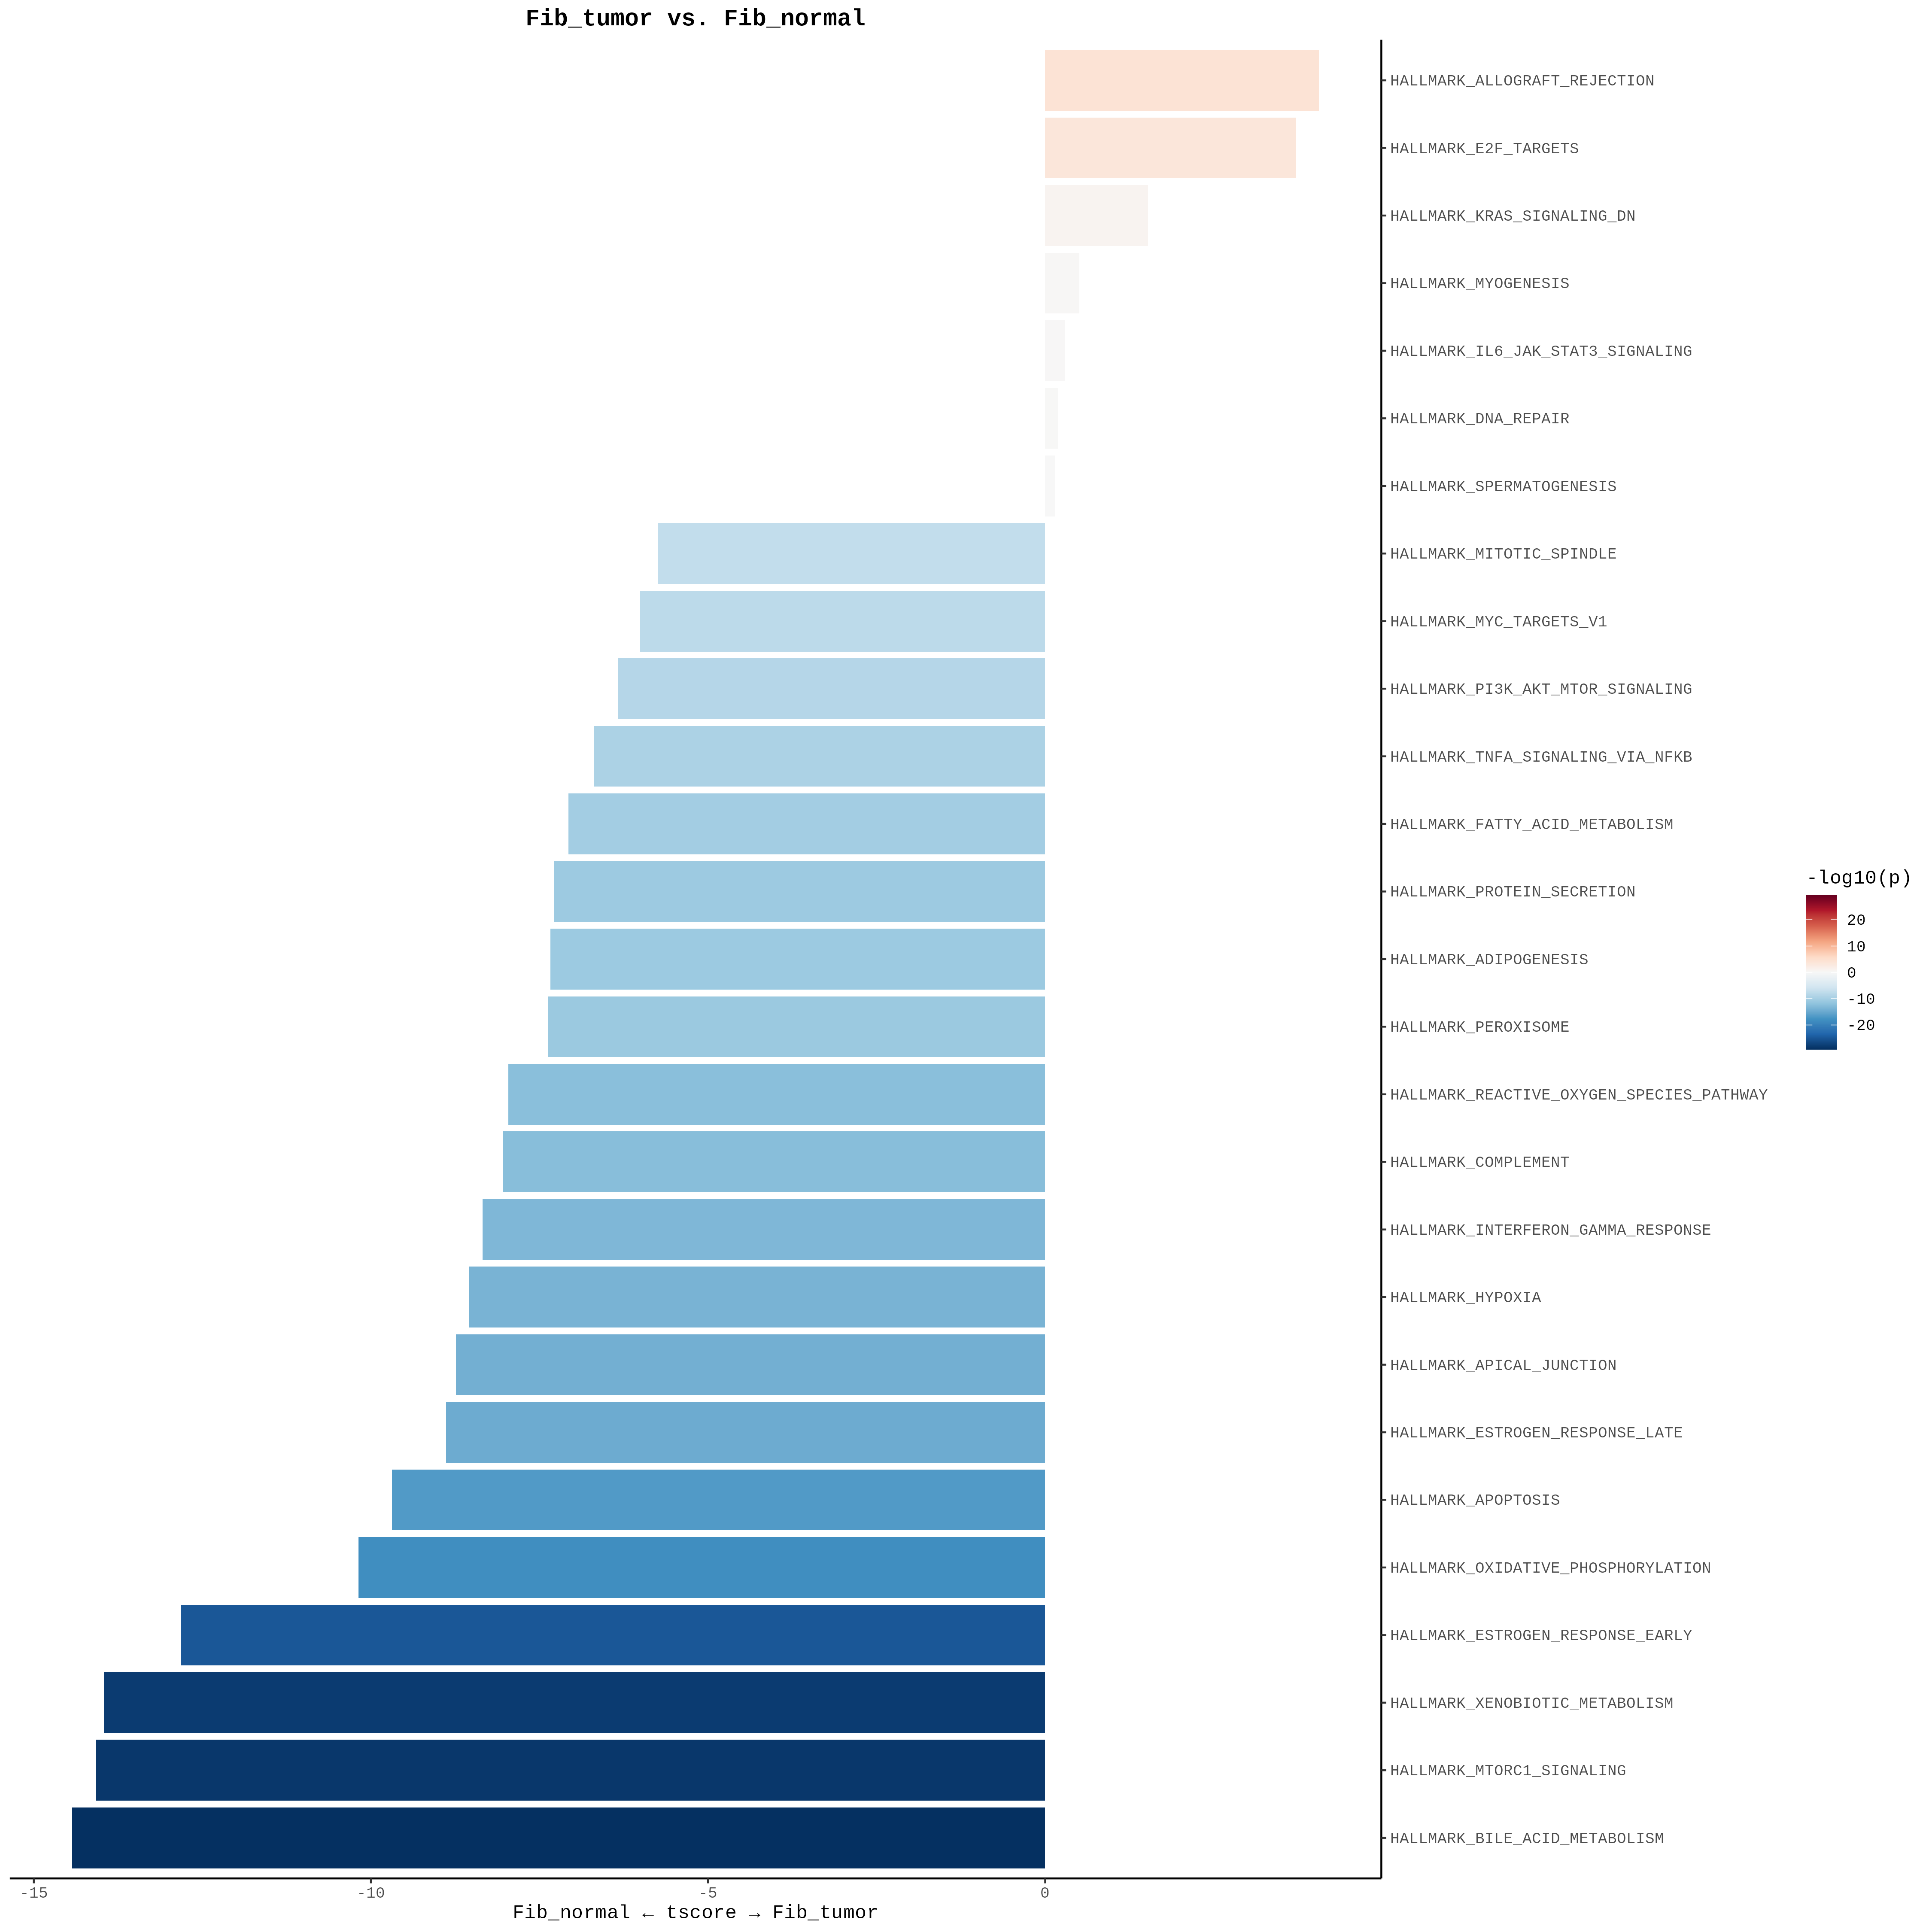 Fib_tumor vs. Fib_normal
HALLMARK_ALLOGRAFT_REJECTION
HALLMARK_E2F_TARGETS
HALLMARK_KRAS_SIGNALING_DN
HALLMARK_MYOGENESIS
HALLMARK_IL6_JAK_STAT3_SIGNALING
HALLMARK_DNA_REPAIR
HALLMARK_SPERMATOGENESIS
HALLMARK_MITOTIC_SPINDLE
HALLMARK_MYC_TARGETS_V1
HALLMARK_PI3K_AKT_MTOR_SIGNALING
HALLMARK_TNFA_SIGNALING_VIA_NFKB
HALLMARK_FATTY_ACID_METABOLISM
HALLMARK_PROTEIN_SECRETION
HALLMARK_ADIPOGENESIS
HALLMARK_PEROXISOME
HALLMARK_REACTIVE_OXYGEN_SPECIES_PATHWAY
HALLMARK_COMPLEMENT
HALLMARK_INTERFERON_GAMMA_RESPONSE
HALLMARK_HYPOXIA
HALLMARK_APICAL_JUNCTION
HALLMARK_ESTROGEN_RESPONSE_LATE
HALLMARK_APOPTOSIS
HALLMARK_OXIDATIVE_PHOSPHORYLATION
HALLMARK_ESTROGEN_RESPONSE_EARLY
HALLMARK_XENOBIOTIC_METABOLISM
HALLMARK_MTORC1_SIGNALING
HALLMARK_BILE_ACID_METABOLISM
-15 -10 -5 0
Fib_normal ← tscore → Fib_tumor
-log10(p)
20
10
0
-10
-20